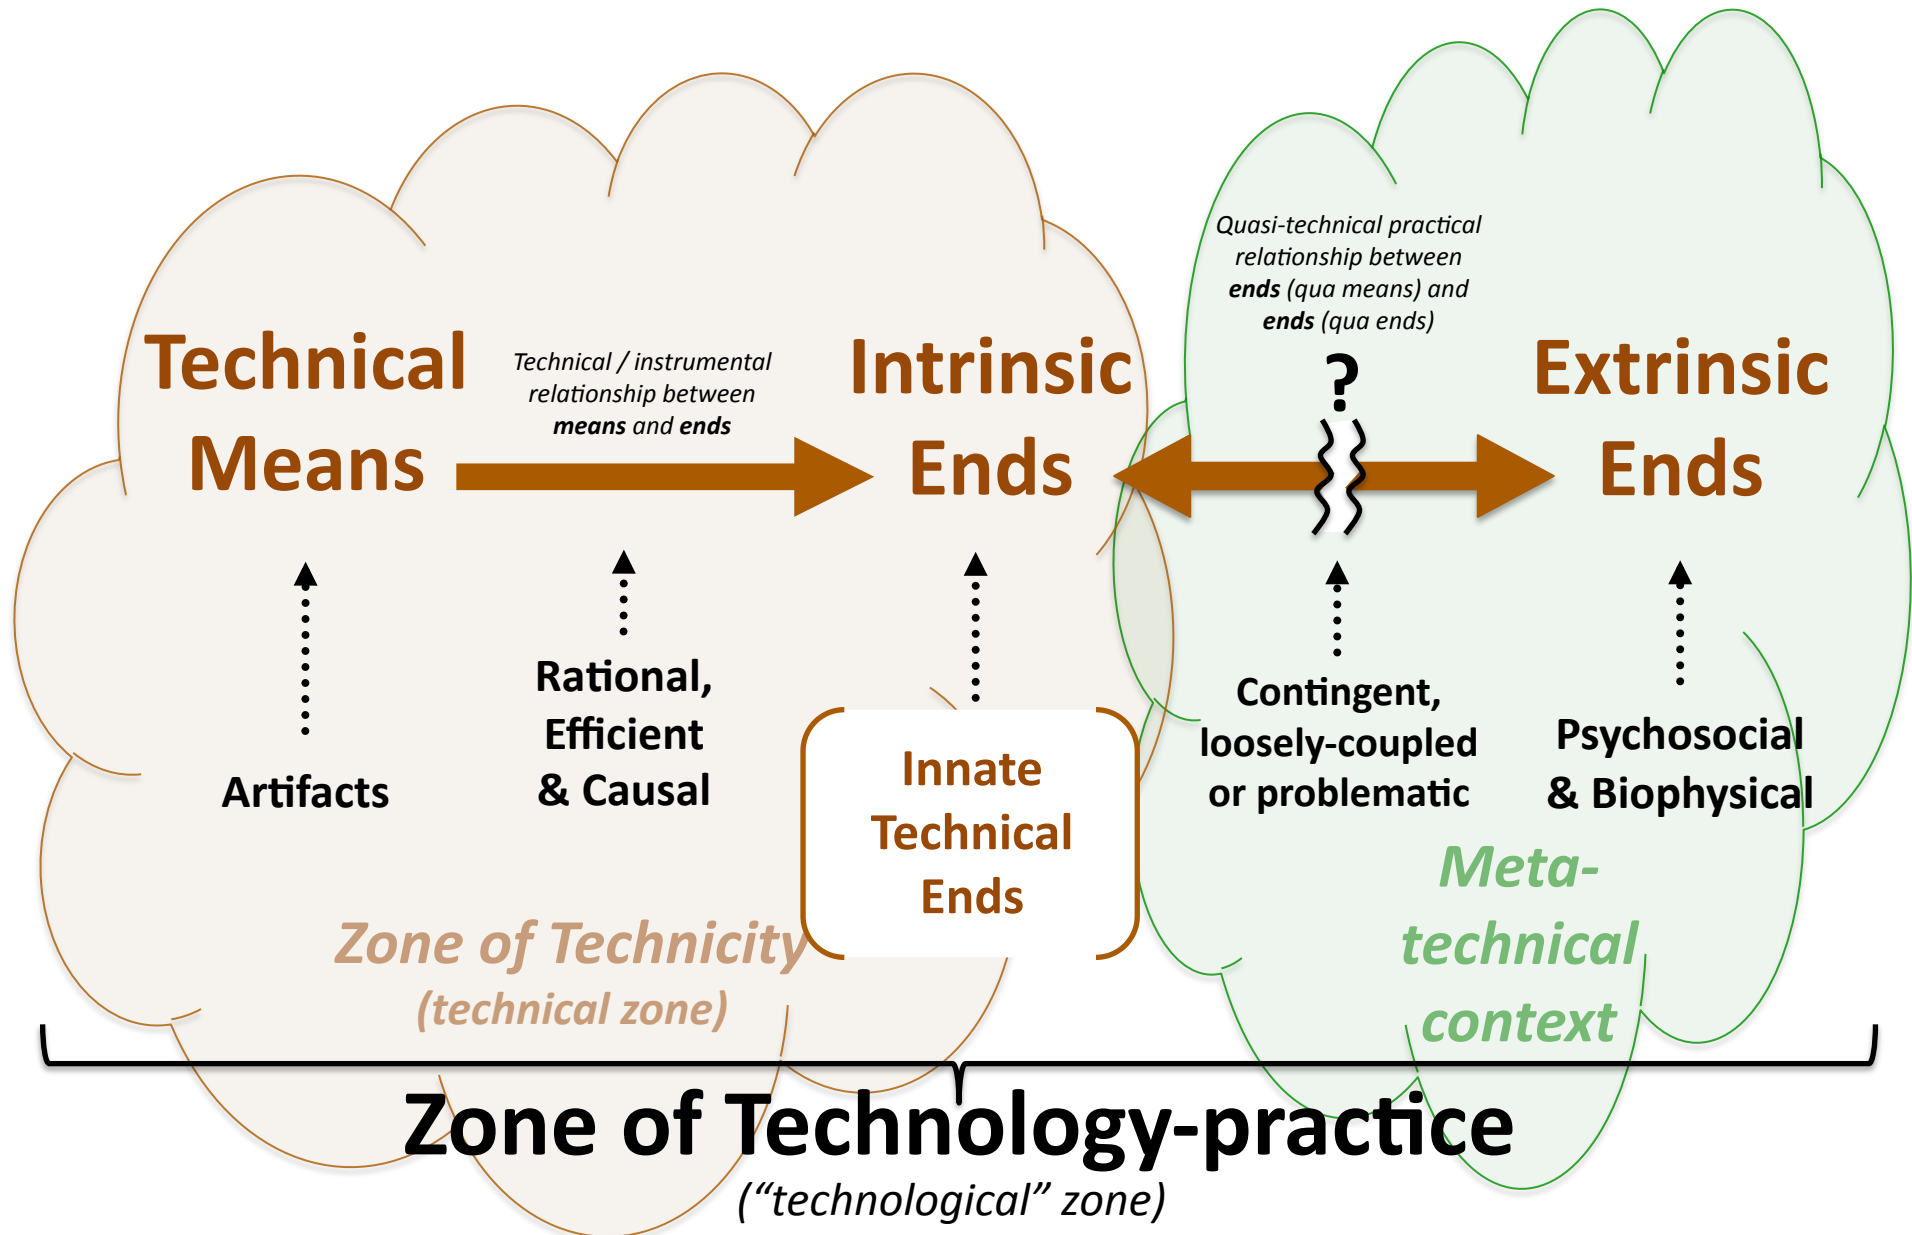 Quasi-technical practical
relationship between
ends (qua means) and
ends (qua ends)
?
Technical
Means
Technical / instrumental
relationship between
means and ends
Intrinsic
Ends
Extrinsic
Ends
Artifacts
Rational,
Efficient
& Causal
Innate
Technical
Ends
Contingent,
loosely-coupled
or problematic
Psychosocial
& Biophysical
Zone of Technicity
(technical zone)
Meta-
technical
context
Zone of Technology-practice
(“technological” zone)